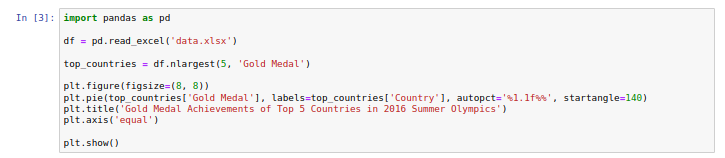 In [3]: import pandas as pd
df = pd.read_excel('data.xlsx')
top_countries = df.nlargest(5, 'Gold Medal')
plt.figure(figsize=(8, 8))
plt.pie(top_countries['Gold Medal'], labels=top_countries['Country'], autopct='%1.1f%%', startangle=140)
plt.title('Gold Medal Achievements of Top 5 Countries in 2016 Summer Olympics')
plt.axis('equal')
plt.show()